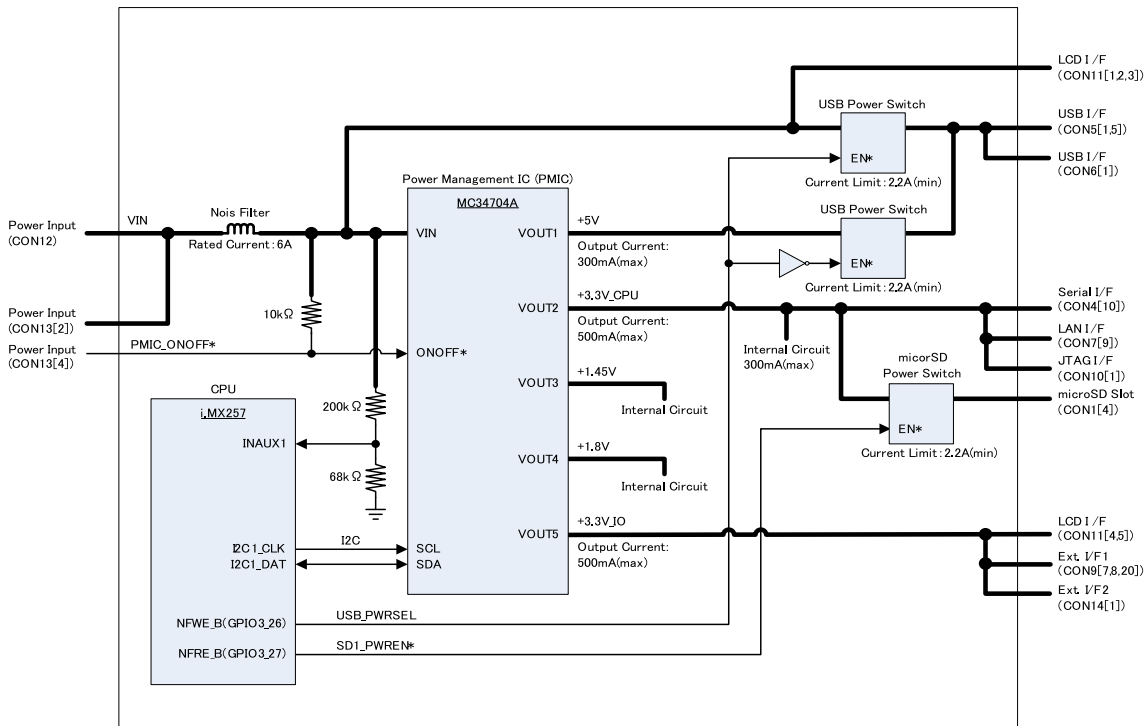 LCD I/F
(CON11[1,2,3])
USB Power Switch
USB I/F
(CON5[1,5])
EN*
USB I/F
(CON6[1])
Current Limit:2.2A(min)
Power Management IC (PMIC)
USB Power Switch
MC34704A
Power Input
(CON12)
VIN
Nois Filter
Rated Current:6A
VIN
VOUT1
+5V
Output Current:
300mA(max)
EN*
Current Limit:2.2A(min)
10kΩ
VOUT2
+3.3V_CPU
Output Current:
500mA(max)
Internal Circuit
300mA(max)
Serial I/F
(CON4[10])
LAN I/F
(CON7[9])
JTAG I/F
(CON10[1])
Power Input
(CON13[2])
Power Input
(CON13[4])
PMIC_ONOFF*
ONOFF*
micorSD
Power Switch
microSD Slot
(CON1[4])
EN*
Current Limit:2.2A(min)
VOUT3
+1.45V
Internal Circuit
CPU
i.MX257
200kΩ
INAUX1
68kΩ
VOUT4
+1.8V
Internal Circuit
VOUT5
+3.3V_IO
Output Current:
500mA(max)
LCD I/F
(CON11[4,5])
Ext. I/F1
(CON9[7,8,20])
Ext. I/F2
(CON14[1])
I2C1_CLK
I2C
SCL
I2C1_DAT
SDA
NFWE_B(GPIO3_26)
USB_PWRSEL
NFRE_B(GPIO3_27)
SD1_PWREN*